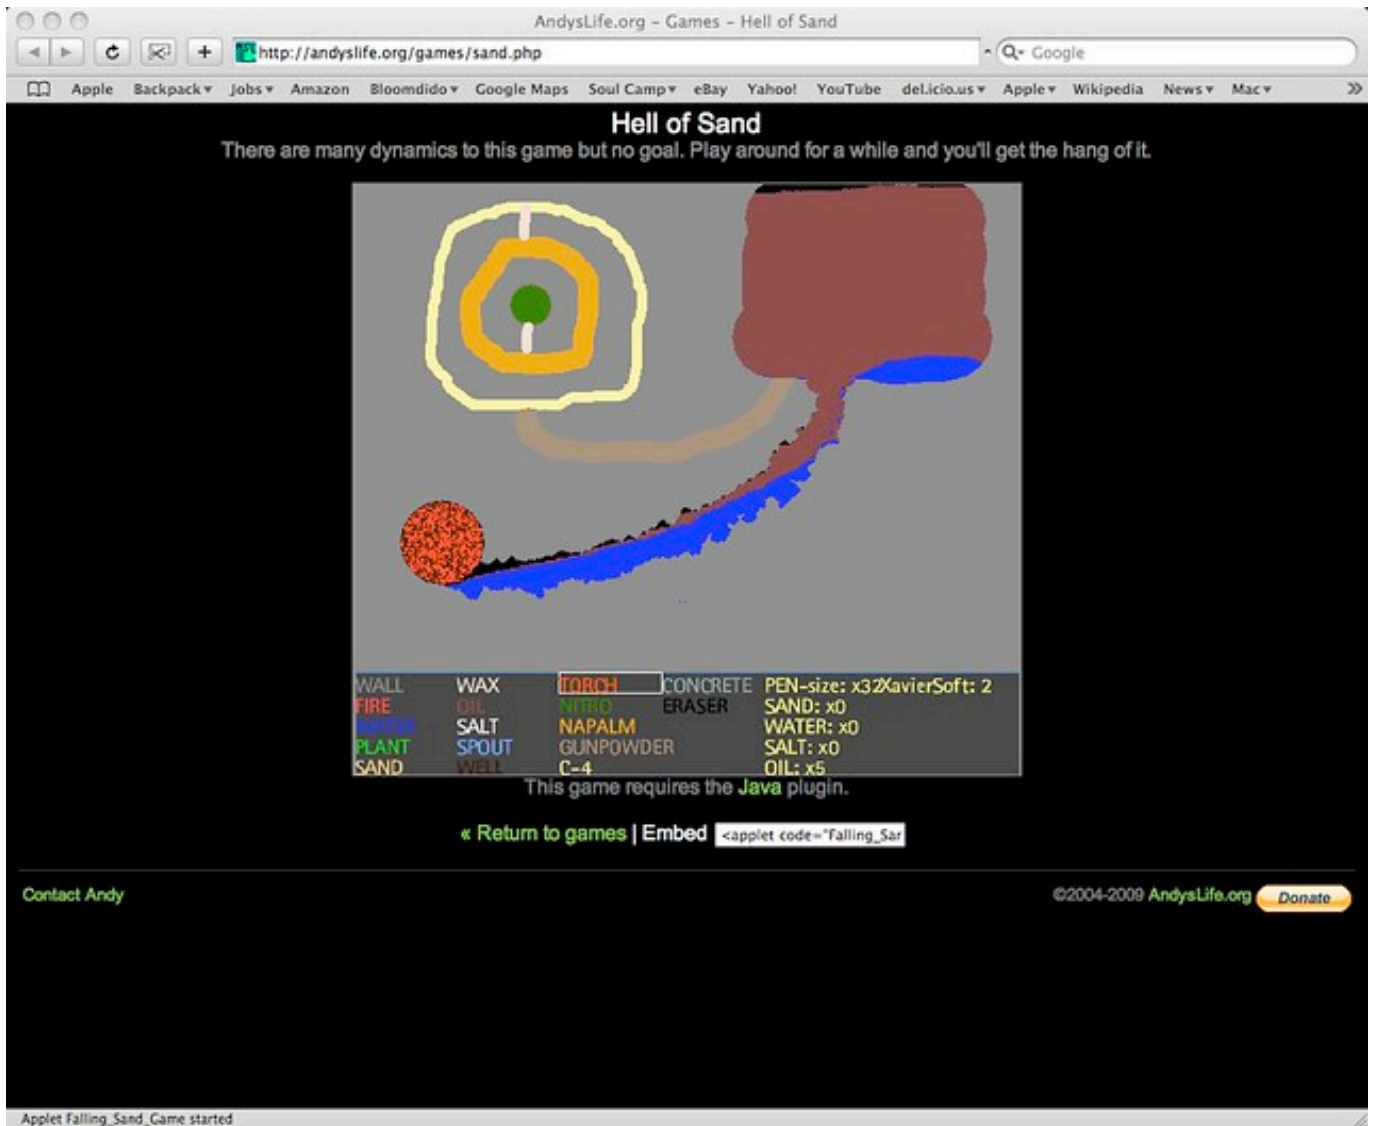 AndysLife.org – Games – Hell of Sand
http://andyslife.org/games/sand.php
Google
Apple Backpack Jobs Amazon Bloomdido Google Maps Soul Camp eBay Yahoo! YouTube del.icio.us Apple Wikipedia News Mac
Hell of Sand
There are many dynamics to this game but no goal. Play around for a while and you'll get the hang of it.
WALL WAX TORCH CONCRETE PEN-size: x32XavierSoft: 2
FIRE OIL NITRO ERASER SAND: x0
WATER SALT NAPALM WATER: x0
PLANT SPOUT GUNPOWDER SALT: x0
SAND WELL C-4 OIL: x5
This game requires the Java plugin.
« Return to games | Embed <applet code="Falling_Sar
Contact Andy ©2004-2009 AndysLife.org Donate
Applet Falling_Sand_Game started